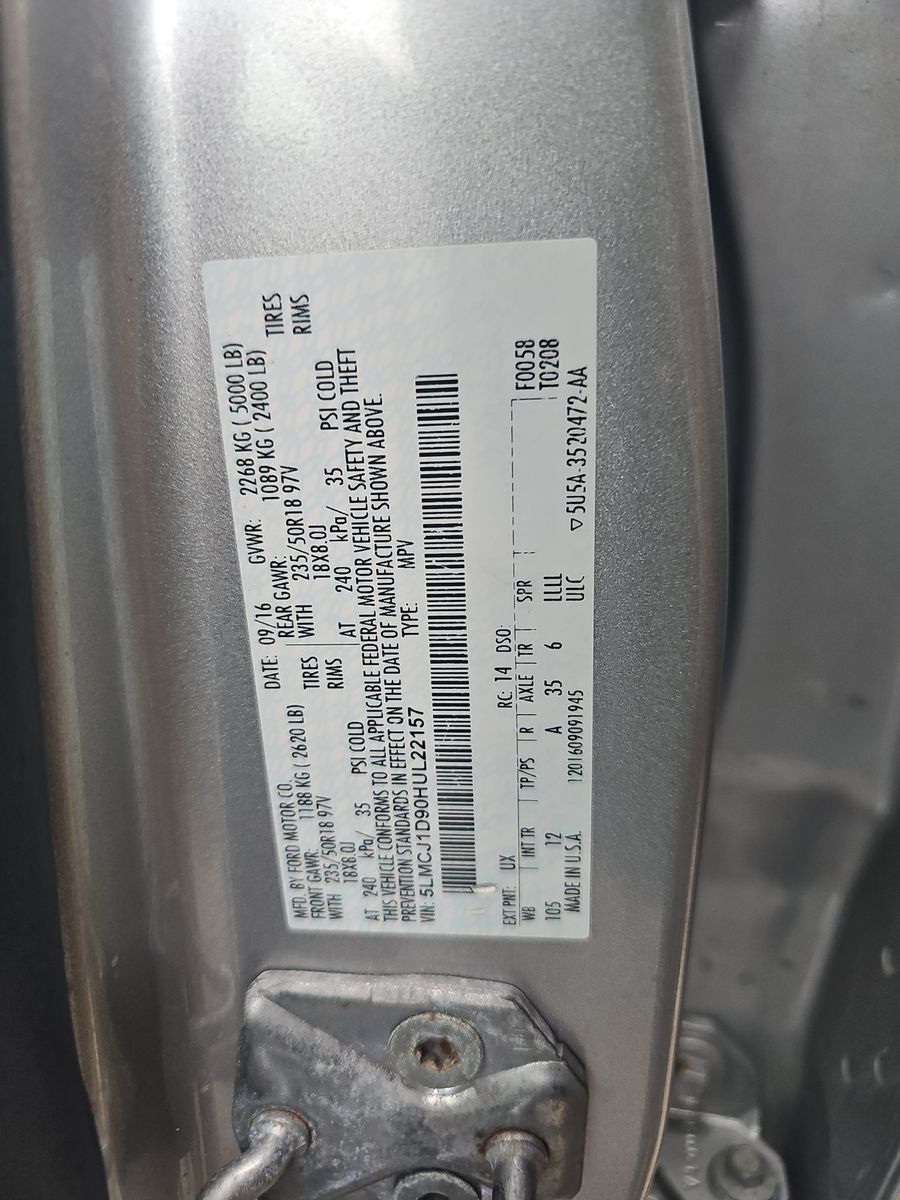 MFD. BY FORD MOTOR CO. DATE: 09/16 GVWR: 2268 KG ( 5000 LB)
FRONT GAWR: 1188 KG ( 2620 LB) REAR GAWR: 1089 KG ( 2400 LB)
WITH 235/50R18 97V TIRES WITH 235/50R18 97V TIRES
18X8.0J RIMS 18X8.0J RIMS
AT 240 kPa/ 35 PSI COLD AT 240 kPa/ 35 PSI COLD
THIS VEHICLE CONFORMS TO ALL APPLICABLE FEDERAL MOTOR VEHICLE SAFETY AND THEFT
PREVENTION STANDARDS IN EFFECT ON THE DATE OF MANUFACTURE SHOWN ABOVE.
VIN: 5LMCJ1D90HUL22157 TYPE: MPV
EXT PNT: UX RC: 14 DSO: F0058
WB INT TR TP/PS R AXLE TR SPR T0208
105 12 A 35 6 LLLL
MADE IN U.S.A. 120160909 1945 ULC ▽5U5A-3520472-AA